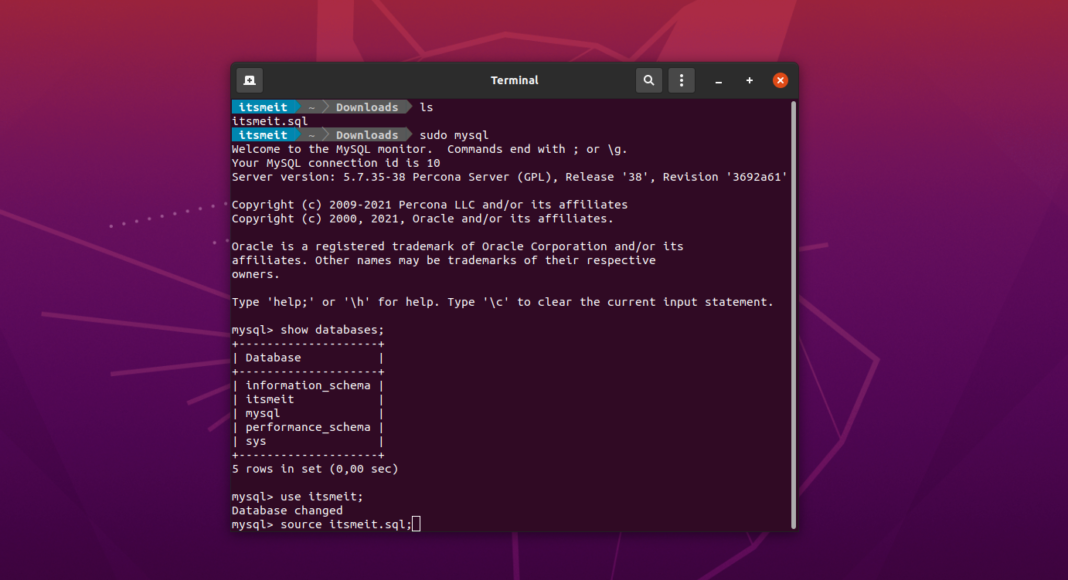 Terminal
itsmeit ~ Downloads ls
itsmeit.sql
itsmeit ~ Downloads sudo mysql
Welcome to the MySQL monitor.  Commands end with ; or \g.
Your MySQL connection id is 10
Server version: 5.7.35-38 Percona Server (GPL), Release '38', Revision '3692a61'
Copyright (c) 2009-2021 Percona LLC and/or its affiliates
Copyright (c) 2000, 2021, Oracle and/or its affiliates.
Oracle is a registered trademark of Oracle Corporation and/or its
affiliates. Other names may be trademarks of their respective
owners.
Type 'help;' or '\h' for help. Type '\c' to clear the current input statement.
mysql> show databases;
+--------------------+
| Database           |
+--------------------+
| information_schema |
| itsmeit            |
| mysql              |
| performance_schema |
| sys                |
+--------------------+
5 rows in set (0,00 sec)
mysql> use itsmeit;
Database changed
mysql> source itsmeit.sql;